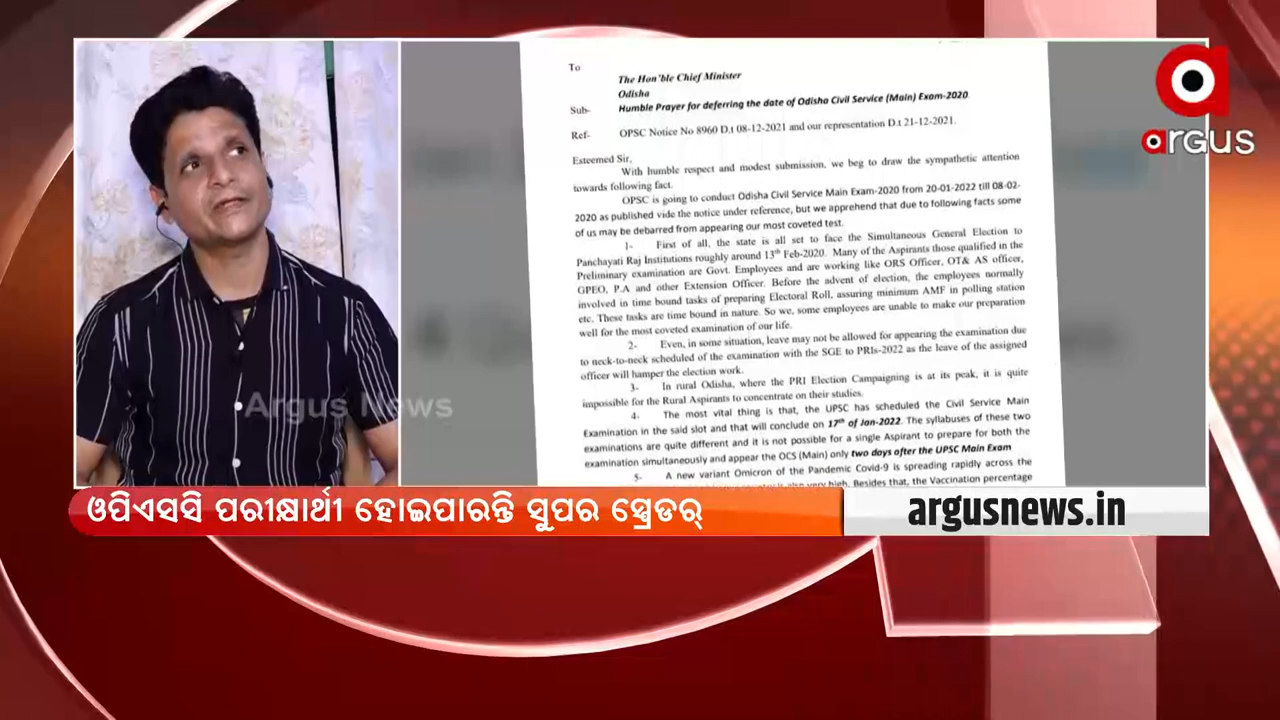 argus
To
The Hon'ble Chief Minister
Odisha
Sub- Humble Prayer for deferring the date of Odisha Civil Service (Main) Exam-2020
Ref- OPSC Notice No 8960 D.t 08-12-2021 and our representation D.t 21-12-2021.
Esteemed Sir,
With humble respect and modest submission, we beg to draw the sympathetic attention
towards following fact.
OPSC is going to conduct Odisha Civil Service Main Exam-2020 from 20-01-2022 till 08-02-
2020 as published vide the notice under reference, but we apprehend that due to following facts some
of us may be debarred from appearing our most coveted test.
1- First of all, the state is all set to face the Simultaneous General Election to
Panchayati Raj Institutions roughly around 13th Feb-2020. Many of the Aspirants those qualified in the
Preliminary examination are Govt. Employees and are working like ORS Officer, OT& AS officer,
GPEO, P.A and other Extension Officer. Before the advent of election, the employees normally
involved in time bound tasks of preparing Electoral Roll, assuring minimum AMF in polling station
etc. These tasks are time bound in nature. So we, some employees are unable to make our preparation
well for the most coveted examination of our life.
2- Even, in some situation, leave may not be allowed for appearing the examination due
to neck-to-neck scheduled of the examination with the SGE to PRIs-2022 as the leave of the assigned
officer will hamper the election work.
3- In rural Odisha, where the PRI Election Campaigning is at its peak, it is quite
impossible for the Rural Aspirants to concentrate on their studies.
4- The most vital thing is that, the UPSC has scheduled the Civil Service Main
Examination in the said slot and that will conclude on 17th of Jan-2022. The syllabuses of these two
examinations are quite different and it is not possible for a single Aspirant to prepare for both the
examination simultaneously and appear the OCS (Main) only two days after the UPSC Main Exam
5- A new variant Omicron of the Pandemic Covid-9 is spreading rapidly across the
is also very high. Besides that, the Vaccination percentage
Argus News
ଓପିଏସସି ପରୀକ୍ଷାର୍ଥୀ ହୋଇପାରନ୍ତି ସୁପର ସ୍ପ୍ରେଡର୍
argusnews.in